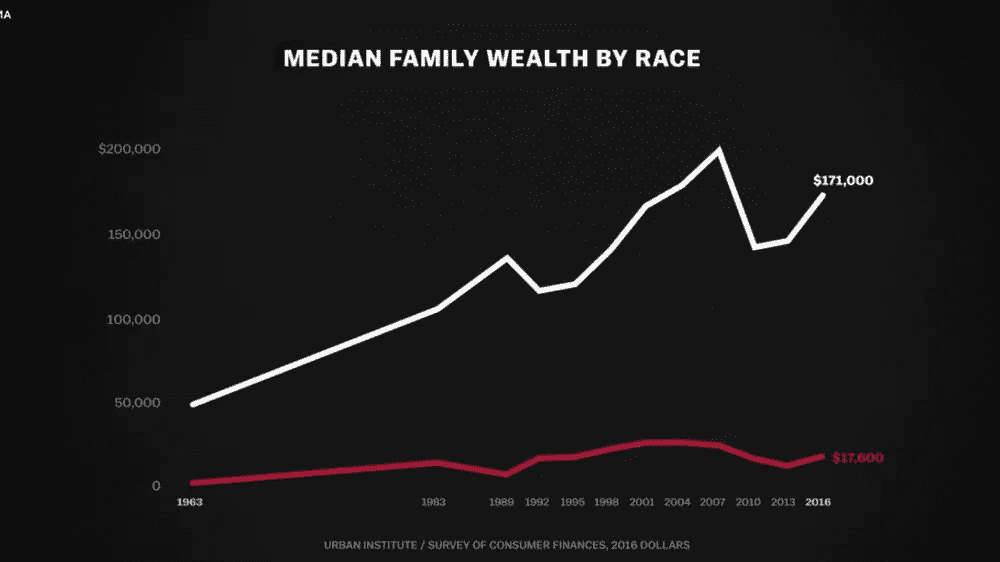 MA
MEDIAN FAMILY WEALTH BY RACE
$200,000
$171,000
150,000
100,000
50,000
$17,600
0
1963 1983 1989 1992 1995 1998 2001 2004 2007 2010 2013 2016
URBAN INSTITUTE / SURVEY OF CONSUMER FINANCES, 2016 DOLLARS